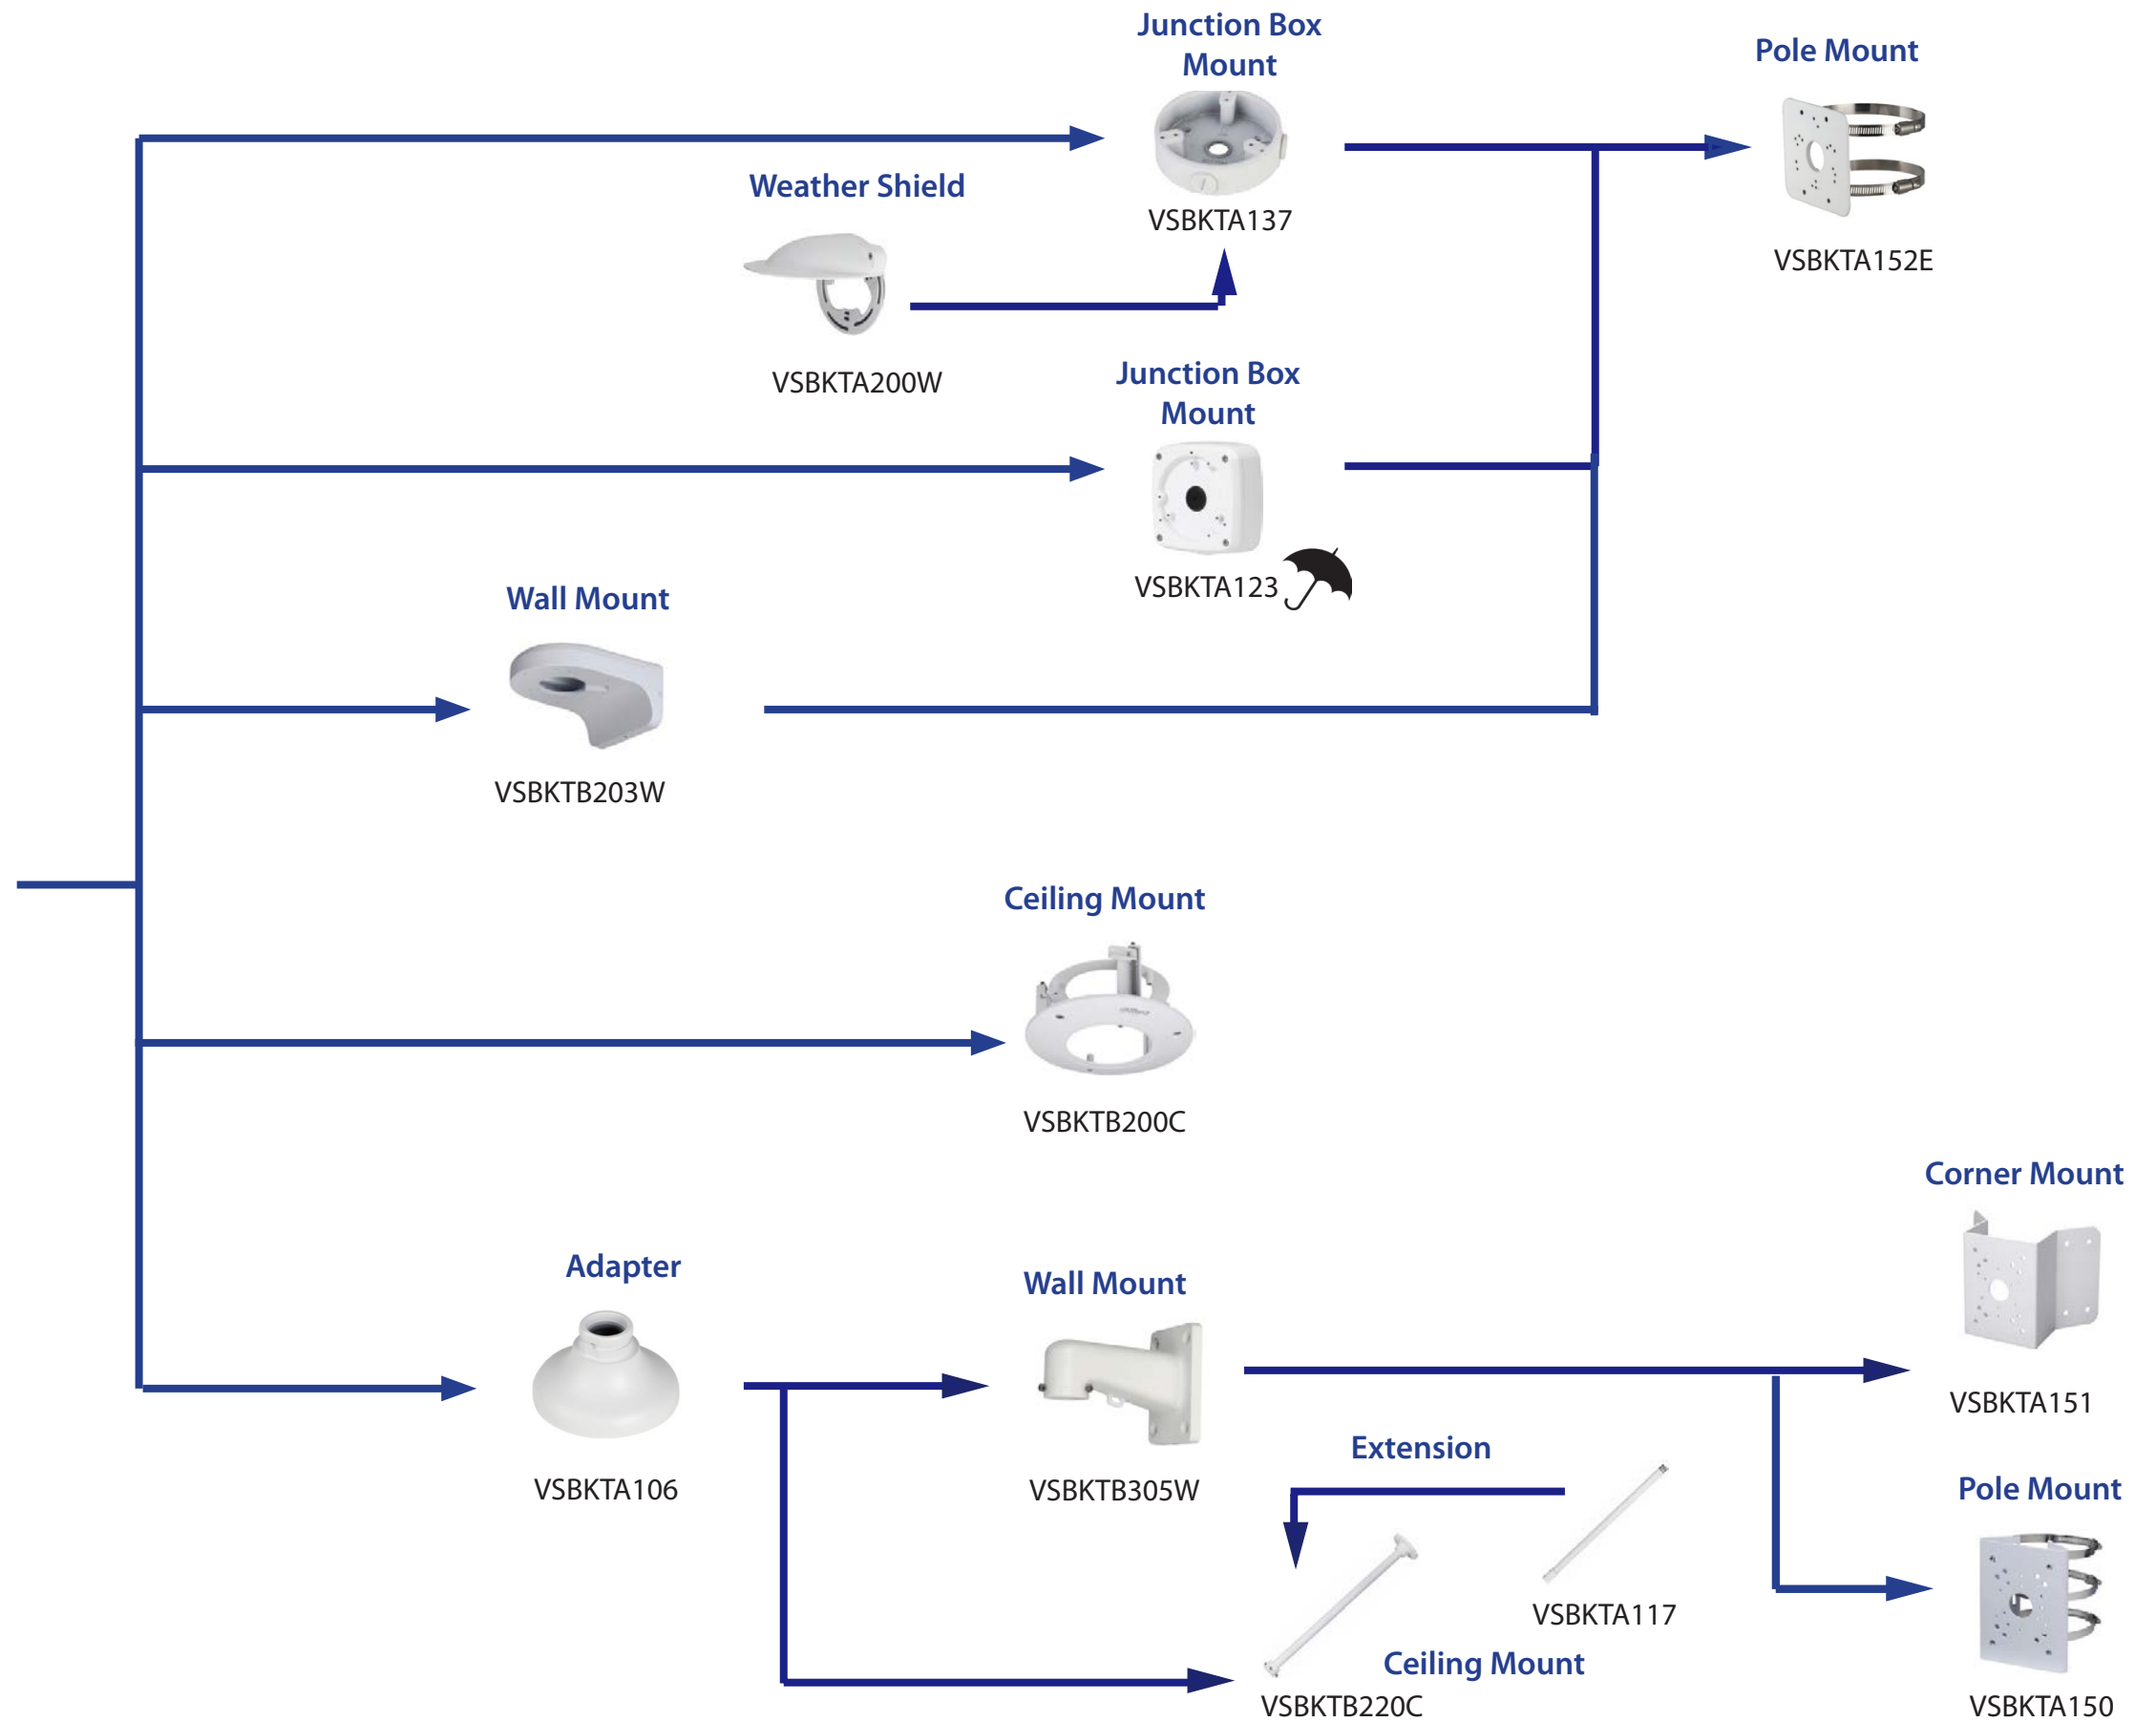 Junction Box
Mount
VSBKTA137
Pole Mount
VSBKTA152E
Weather Shield
VSBKTA200W
Junction Box
Mount
VSBKTA123
Wall Mount
VSBKTB203W
Ceiling Mount
VSBKTB200C
Adapter
VSBKTA106
Wall Mount
VSBKTB305W
Corner Mount
VSBKTA151
Extension
VSBKTA117
Ceiling Mount
VSBKTB220C
Pole Mount
VSBKTA150